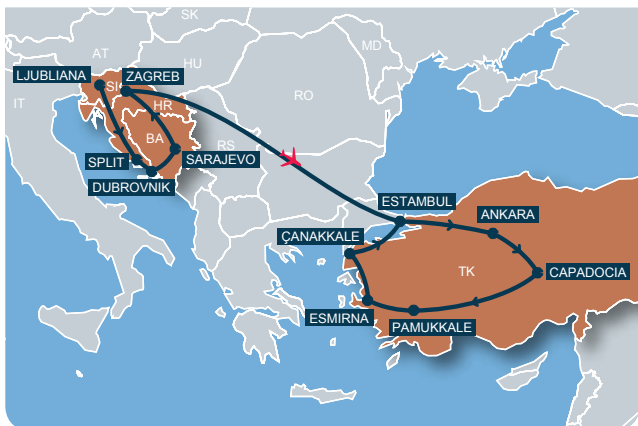 SK
AT
MD
HU
LJUBLIANA
ZAGREB
IT
SI
RO
HR
BA
RS
SPLIT
SARAJEVO
DUBROVNIK
ESTAMBUL
ANKARA
ÇANAKKALE
TK
CAPADOCIA
ESMIRNA
PAMUKKALE